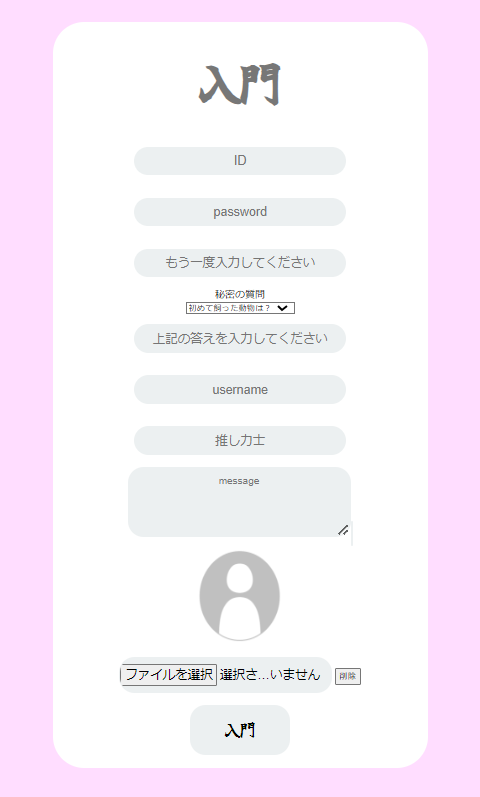 入門
ID
password
もう一度入力してください
秘密の質問
初めて飼った動物は？
上記の答えを入力してください
username
推し力士
message
ファイルを選択 選択さ...いません 削除
入門